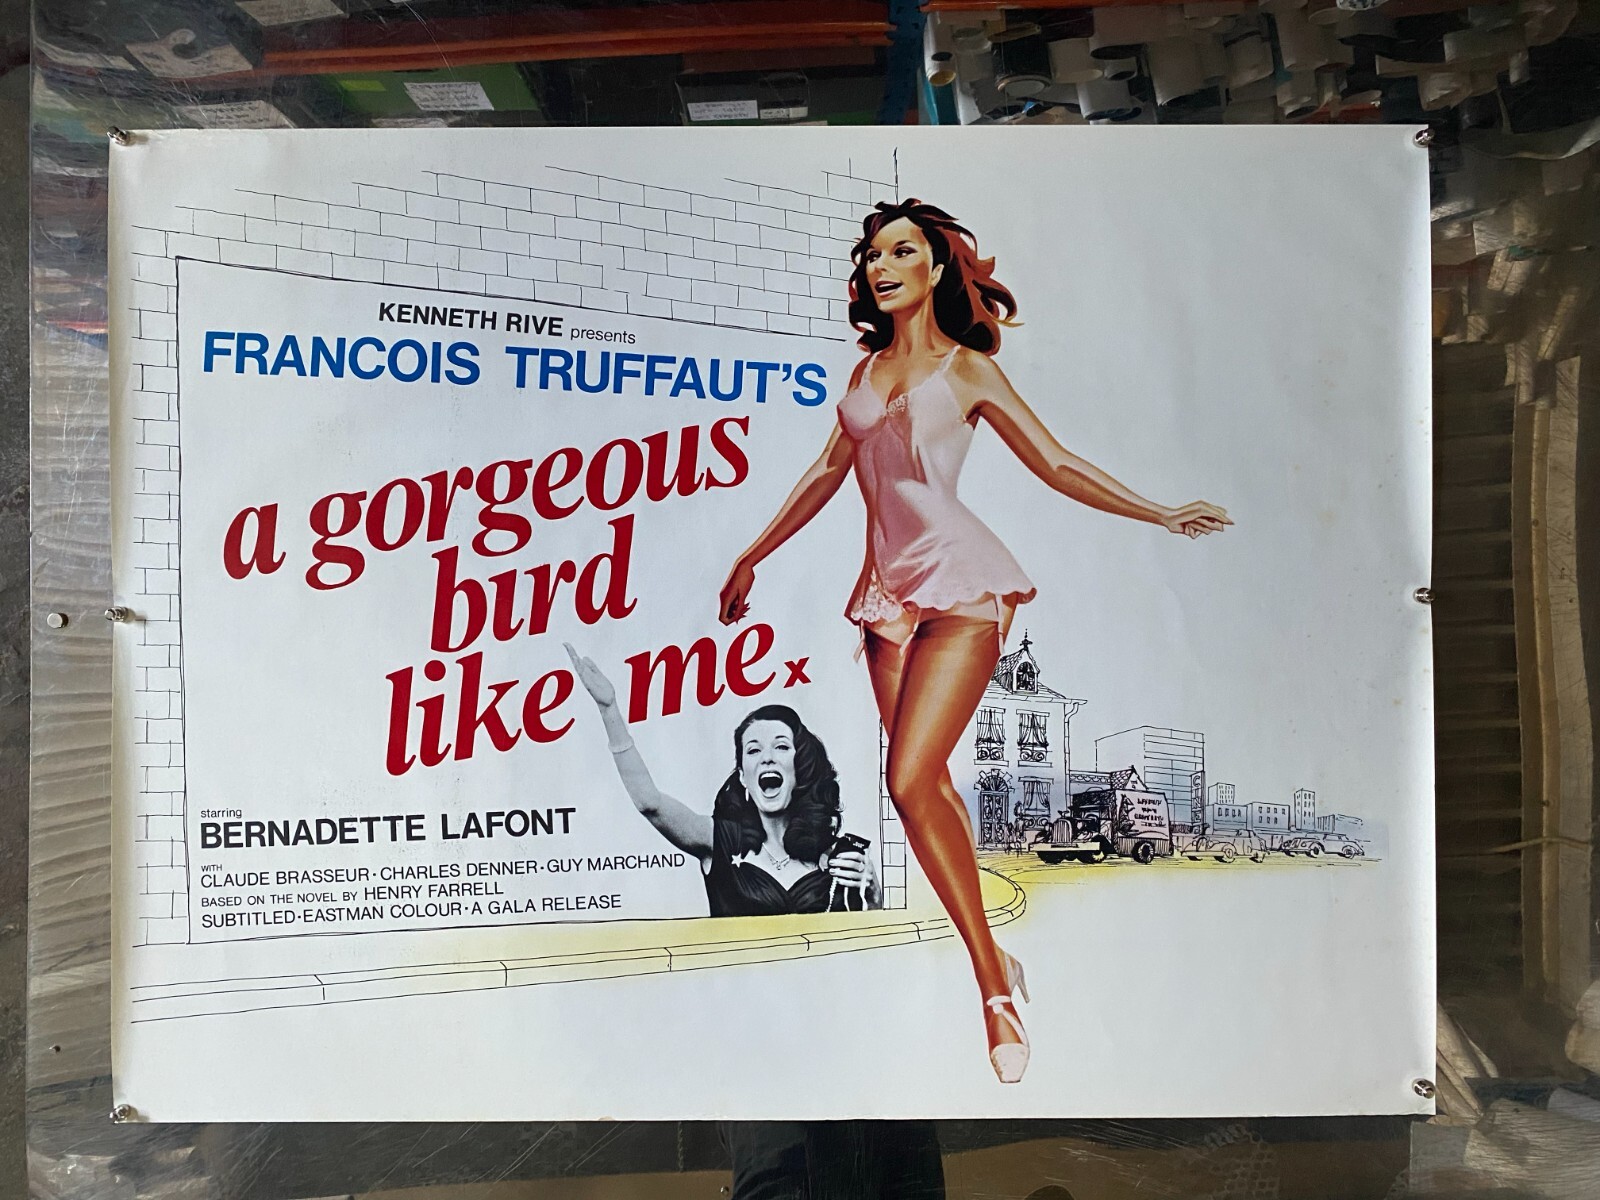 KENNETH RIVE presents
FRANCOIS TRUFFAUT'S
a gorgeous
bird
like me x
starring
BERNADETTE LAFONT
WITH
CLAUDE BRASSEUR · CHARLES DENNER · GUY MARCHAND
BASED ON THE NOVEL BY HENRY FARRELL
SUBTITLED · EASTMAN COLOUR · A GALA RELEASE